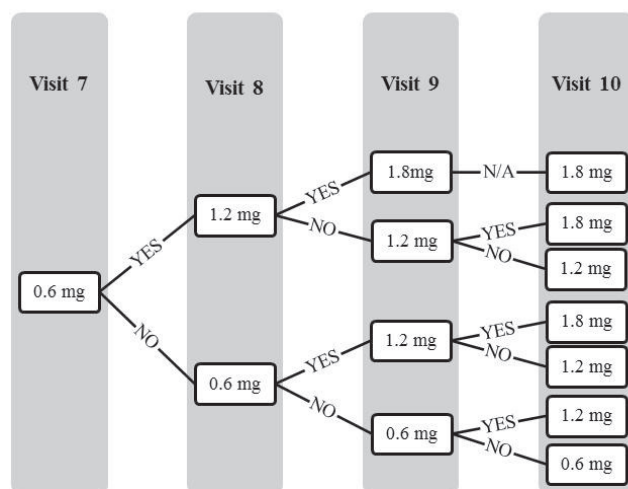 Visit 7
Visit 8
Visit 9
Visit 10
0.6 mg
YES
NO
1.2 mg
0.6 mg
YES
NO
YES
NO
1.8mg
1.2 mg
1.2 mg
0.6 mg
N/A
YES
NO
YES
NO
YES
NO
1.8 mg
1.8 mg
1.2 mg
1.8 mg
1.2 mg
1.2 mg
0.6 mg